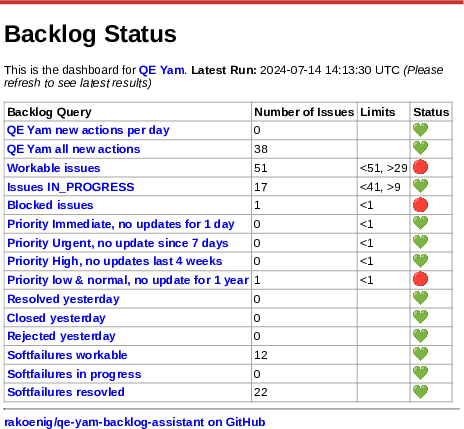 Backlog Status
This is the dashboard for QE Yam. Latest Run: 2024-07-14 14:13:30 UTC (Please
refresh to see latest results)
Backlog Query Number of Issues Limits Status
QE Yam new actions per day 0
QE Yam all new actions 38
Workable issues 51 <51, >29
Issues IN_PROGRESS 17 <41, >9
Blocked issues 1 <1
Priority Immediate, no updates for 1 day 0 <1
Priority Urgent, no update since 7 days 0 <1
Priority High, no updates last 4 weeks 0 <1
Priority low & normal, no update for 1 year 1 <1
Resolved yesterday 0
Closed yesterday 0
Rejected yesterday 0
Softfailures workable 12
Softfailures in progress 0
Softfailures resovled 22
rakoenig/qe-yam-backlog-assistant on GitHub